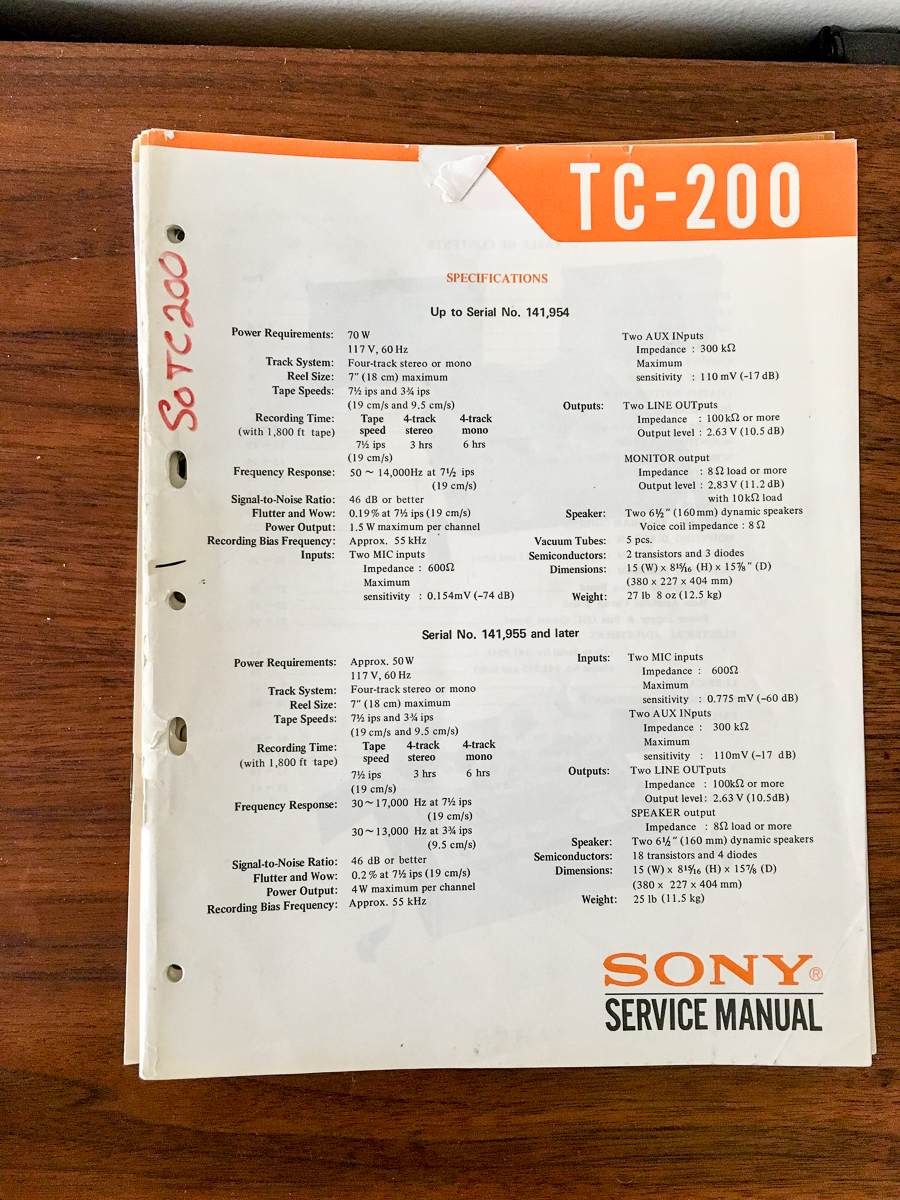 TC-200
SoTC200
SPECIFICATIONS
Up to Serial No. 141,954
Power Requirements: 70 W
117 V, 60 Hz
Track System: Four-track stereo or mono
Reel Size: 7″ (18 cm) maximum
Tape Speeds: 7½ ips and 3¾ ips
(19 cm/s and 9.5 cm/s)
Recording Time: Tape 4-track 4-track
(with 1,800 ft tape) speed stereo mono
7½ ips 3 hrs 6 hrs
(19 cm/s)
Frequency Response: 50 ~ 14,000Hz at 7½ ips
(19 cm/s)
Signal-to-Noise Ratio: 46 dB or better
Flutter and Wow: 0.19% at 7½ ips (19 cm/s)
Power Output: 1.5 W maximum per channel
Recording Bias Frequency: Approx. 55 kHz
Inputs: Two MIC inputs
Impedance : 600Ω
Maximum
sensitivity : 0.154mV (-74 dB)
Two AUX INputs
Impedance : 300 kΩ
Maximum
sensitivity : 110 mV (-17 dB)
Outputs: Two LINE OUTputs
Impedance : 100kΩ or more
Output level : 2.63 V (10.5 dB)
MONITOR output
Impedance : 8 Ω load or more
Output level : 2.83V (11.2 dB)
with 10kΩ load
Speaker: Two 6½″ (160mm) dynamic speakers
Voice coil impedance : 8 Ω
Vacuum Tubes: 5 pcs.
Semiconductors: 2 transistors and 3 diodes
Dimensions: 15 (W) x 8¹⁵⁄₁₆ (H) x 15⅞″ (D)
(380 x 227 x 404 mm)
Weight: 27 lb 8 oz (12.5 kg)
Serial No. 141,955 and later
Power Requirements: Approx. 50W
117 V, 60 Hz
Track System: Four-track stereo or mono
Reel Size: 7″ (18 cm) maximum
Tape Speeds: 7½ ips and 3¾ ips
(19 cm/s and 9.5 cm/s)
Recording Time: Tape 4-track 4-track
(with 1,800 ft tape) speed stereo mono
7½ ips 3 hrs 6 hrs
(19 cm/s)
Frequency Response: 30 ~ 17,000 Hz at 7½ ips
(19 cm/s)
30 ~ 13,000 Hz at 3¾ ips
(9.5 cm/s)
Signal-to-Noise Ratio: 46 dB or better
Flutter and Wow: 0.2 % at 7½ ips (19 cm/s)
Power Output: 4W maximum per channel
Recording Bias Frequency: Approx. 55 kHz
Inputs: Two MIC inputs
Impedance : 600Ω
Maximum
sensitivity : 0.775 mV (-60 dB)
Two AUX INputs
Impedance : 300 kΩ
Maximum
sensitivity : 110mV (-17 dB)
Outputs: Two LINE OUTputs
Impedance : 100kΩ or more
Output level: 2.63 V (10.5dB)
SPEAKER output
Impedance : 8Ω load or more
Speaker: Two 6½″ (160 mm) dynamic speakers
Semiconductors: 18 transistors and 4 diodes
Dimensions: 15 (W) x 8¹⁵⁄₁₆ (H) x 15⅞ (D)
(380 x 227 x 404 mm)
Weight: 25 lb (11.5 kg)
SONY®
SERVICE MANUAL